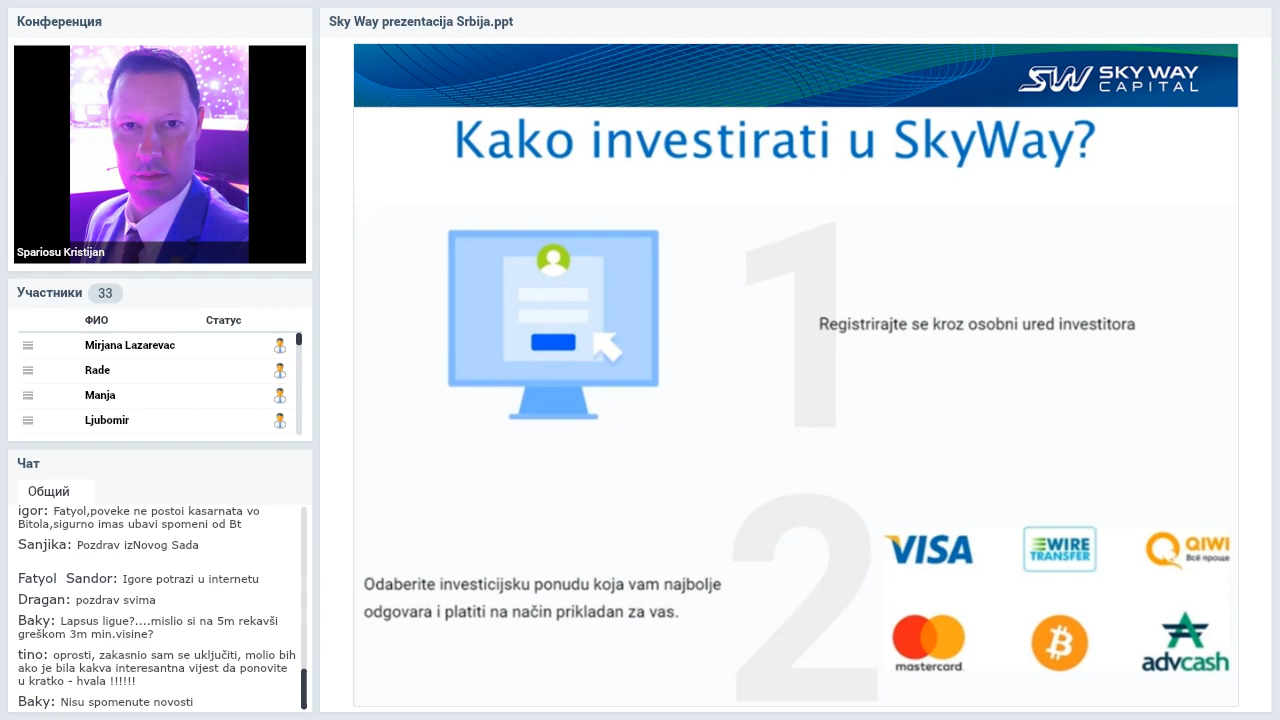 Конференция
Spariosu Kristijan
Участники 33
ФИО Статус
Mirjana Lazarevac
Rade
Manja
Ljubomir
Чат
Общий
igor: Fatyol,poveke ne postoi kasarnata vo
Bitola,sigurno imas ubavi spomeni od Bt
Sanjika: Pozdrav izNovog Sada
Fatyol Sandor: Igore potrazi u internetu
Dragan: pozdrav svima
Baky: Lapsus ligue?....mislio si na 5m rekavši
greškom 3m min.visine?
tino: oprosti, zakasnio sam se uključiti, molio bih
ako je bila kakva interesantna vijest da ponovite
u kratko - hvala !!!!!!
Baky: Nisu spomenute novosti
Sky Way prezentacija Srbija.ppt
SW SKY WAY
CAPITAL
Kako investirati u SkyWay?
1
Registrirajte se kroz osobni ured investitora
2
Odaberite investicijsku ponudu koja vam najbolje
odgovara i platiti na način prikladan za vas.
VISA
WIRE
TRANSFER
QIWI
Всё проще
mastercard
advcash